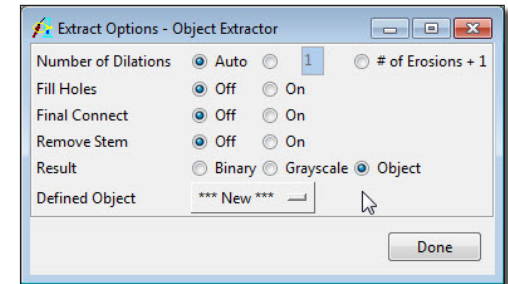 Extract Options - Object Extractor
Number of Dilations Auto 1 # of Erosions + 1
Fill Holes Off On
Final Connect Off On
Remove Stem Off On
Result Binary Grayscale Object
Defined Object *** New ***
Done